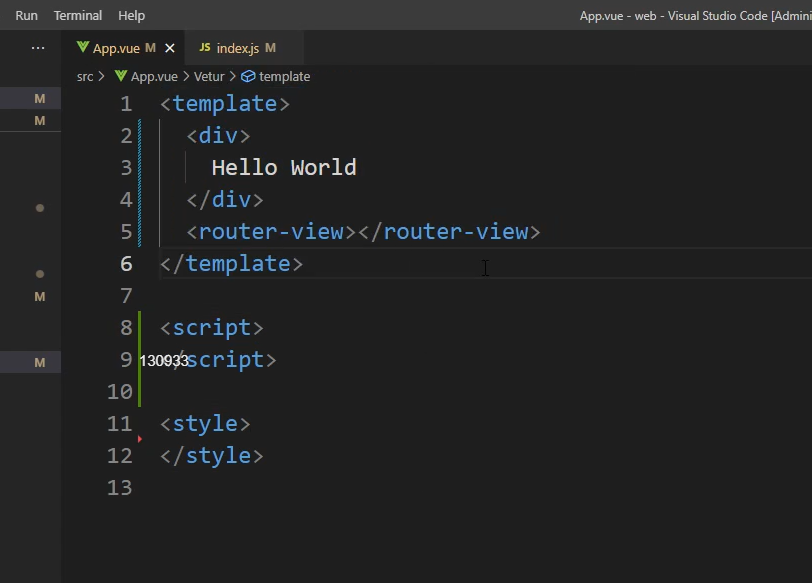 Run Terminal Help App.vue - web - Visual Studio Code [Admini
··· App.vue M × JS index.js M
src > App.vue > Vetur > template
M
M
M
M
1 <template>
2 <div>
3 Hello World
4 </div>
5 <router-view></router-view>
6 </template>
7
8 <script>
9 </script>
130933
10
11 <style>
12 </style>
13